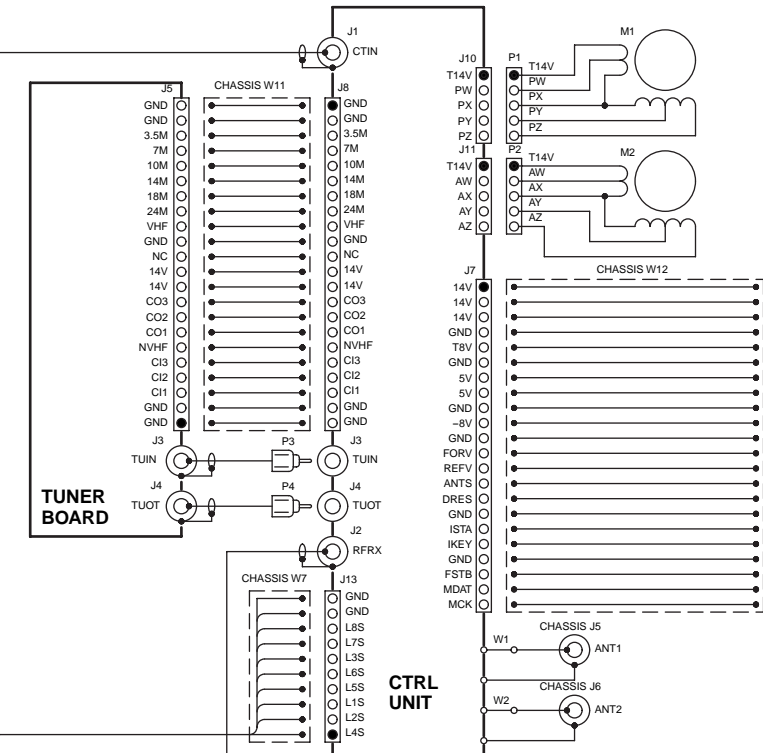 J1
CTIN
J5
CHASSIS W11
J8
GND
GND
3.5M
7M
10M
14M
18M
24M
VHF
GND
NC
14V
14V
CO3
CO2
CO1
NVHF
CI3
CI2
CI1
GND
GND
GND
GND
3.5M
7M
10M
14M
18M
24M
VHF
GND
NC
14V
14V
CO3
CO2
CO1
NVHF
CI3
CI2
CI1
GND
GND
J3
TUIN
P3
J3
TUIN
J4
TUOT
P4
J4
TUOT
TUNER
BOARD
J2
RFRX
CHASSIS W7
J13
GND
GND
L8S
L7S
L3S
L6S
L5S
L1S
L2S
L4S
CTRL
UNIT
J10
T14V
PW
PX
PY
PZ
P1
T14V
PW
PX
PY
PZ
M1
J11
T14V
AW
AX
AY
AZ
P2
T14V
AW
AX
AY
AZ
M2
J7
CHASSIS W12
14V
14V
14V
GND
T8V
GND
5V
5V
GND
−8V
GND
FORV
REFV
ANTS
DRES
GND
ISTA
IKEY
GND
FSTB
MDAT
MCK
CHASSIS J5
W1
ANT1
CHASSIS J6
W2
ANT2